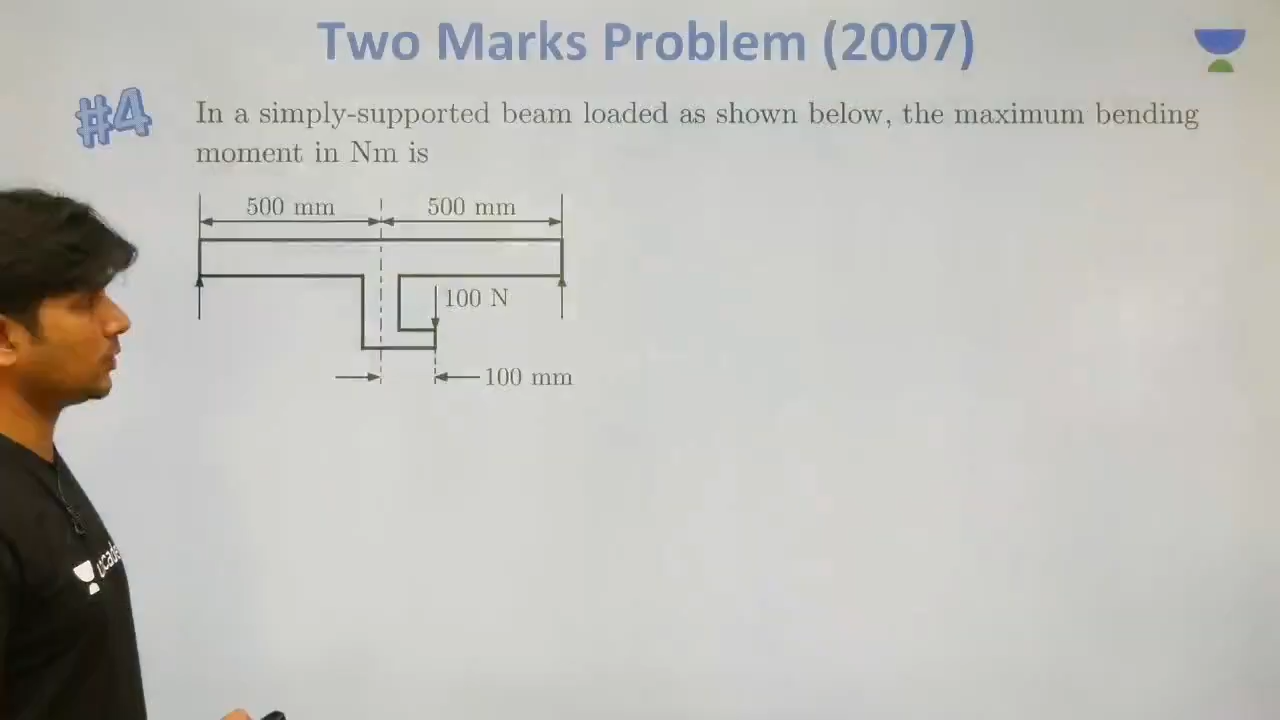 Two Marks Problem (2007)
#4
In a simply-supported beam loaded as shown below, the maximum bending
moment in Nm is
500 mm
500 mm
100 N
100 mm